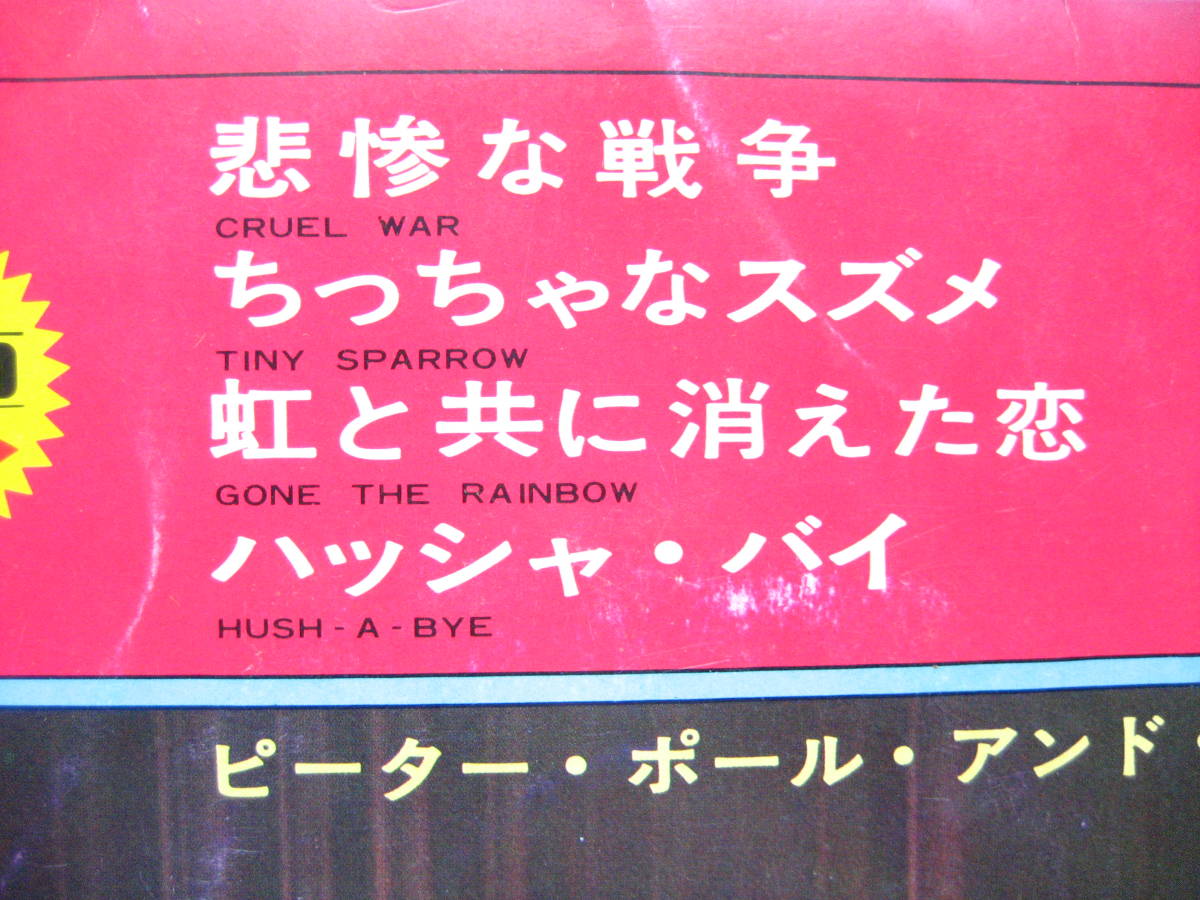 悲惨な戦争
CRUEL WAR
ちっちゃなスズメ
TINY SPARROW
虹と共に消えた恋
GONE THE RAINBOW
ハッシャ・バイ
HUSH-A-BYE
ピーター・ポール・アンド・